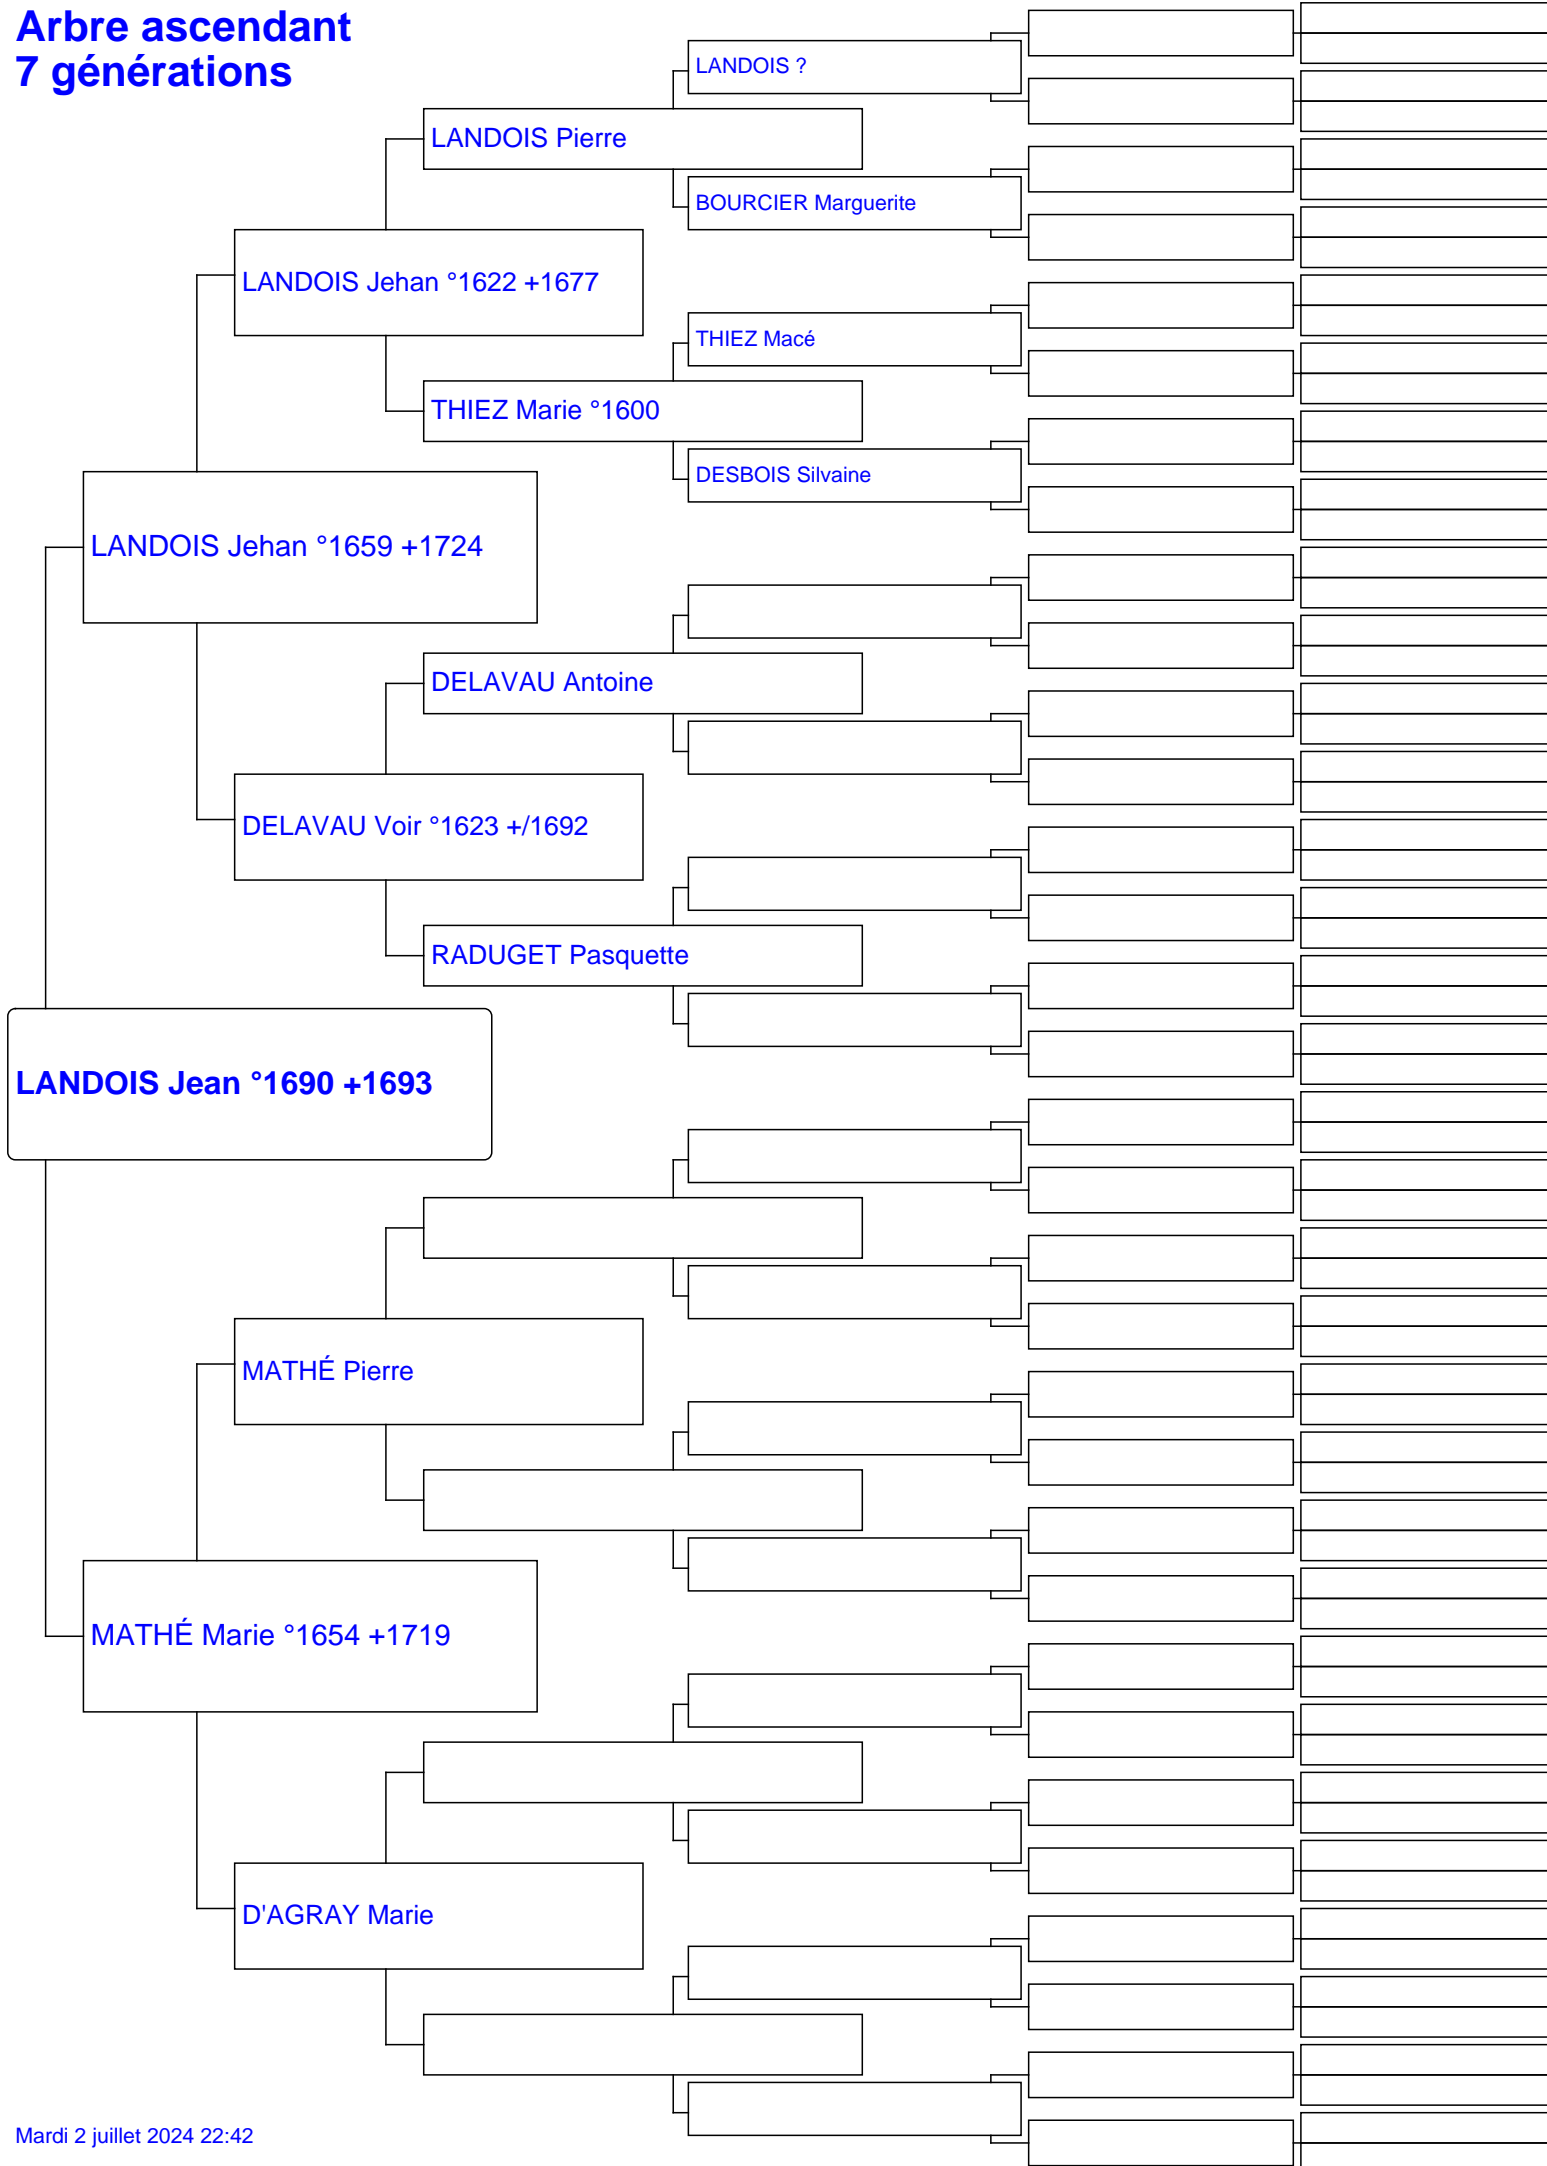 Arbre ascendant
7 générations
LANDOIS ?
LANDOIS Pierre
BOURCIER Marguerite
LANDOIS Jehan °1622 +1677
THIEZ Macé
THIEZ Marie °1600
DESBOIS Silvaine
LANDOIS Jehan °1659 +1724
DELAVAU Antoine
DELAVAU Voir °1623 +/1692
RADUGET Pasquette
LANDOIS Jean °1690 +1693
MATHÉ Pierre
MATHÉ Marie °1654 +1719
D'AGRAY Marie
Mardi 2 juillet 2024 22:42